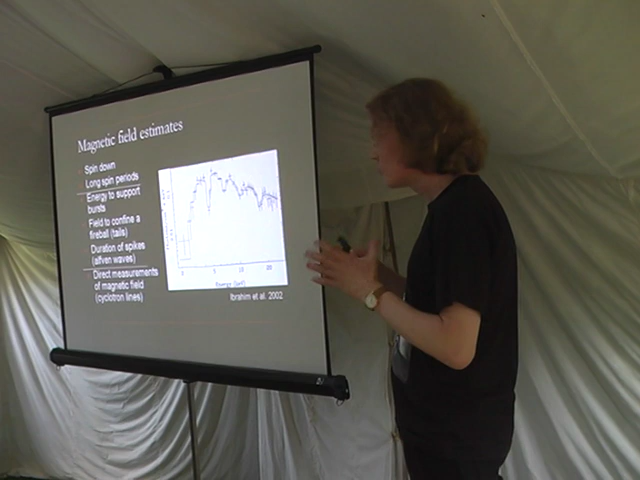 Magnetic field estimates
Spin down
Long spin periods
Energy to support
bursts
Field to confine a
fireball (tails)
Duration of spikes
(alfven waves)
Direct measurements
of magnetic field
(cyclotron lines)
Energy (keV)
Ibrahim et al. 2002